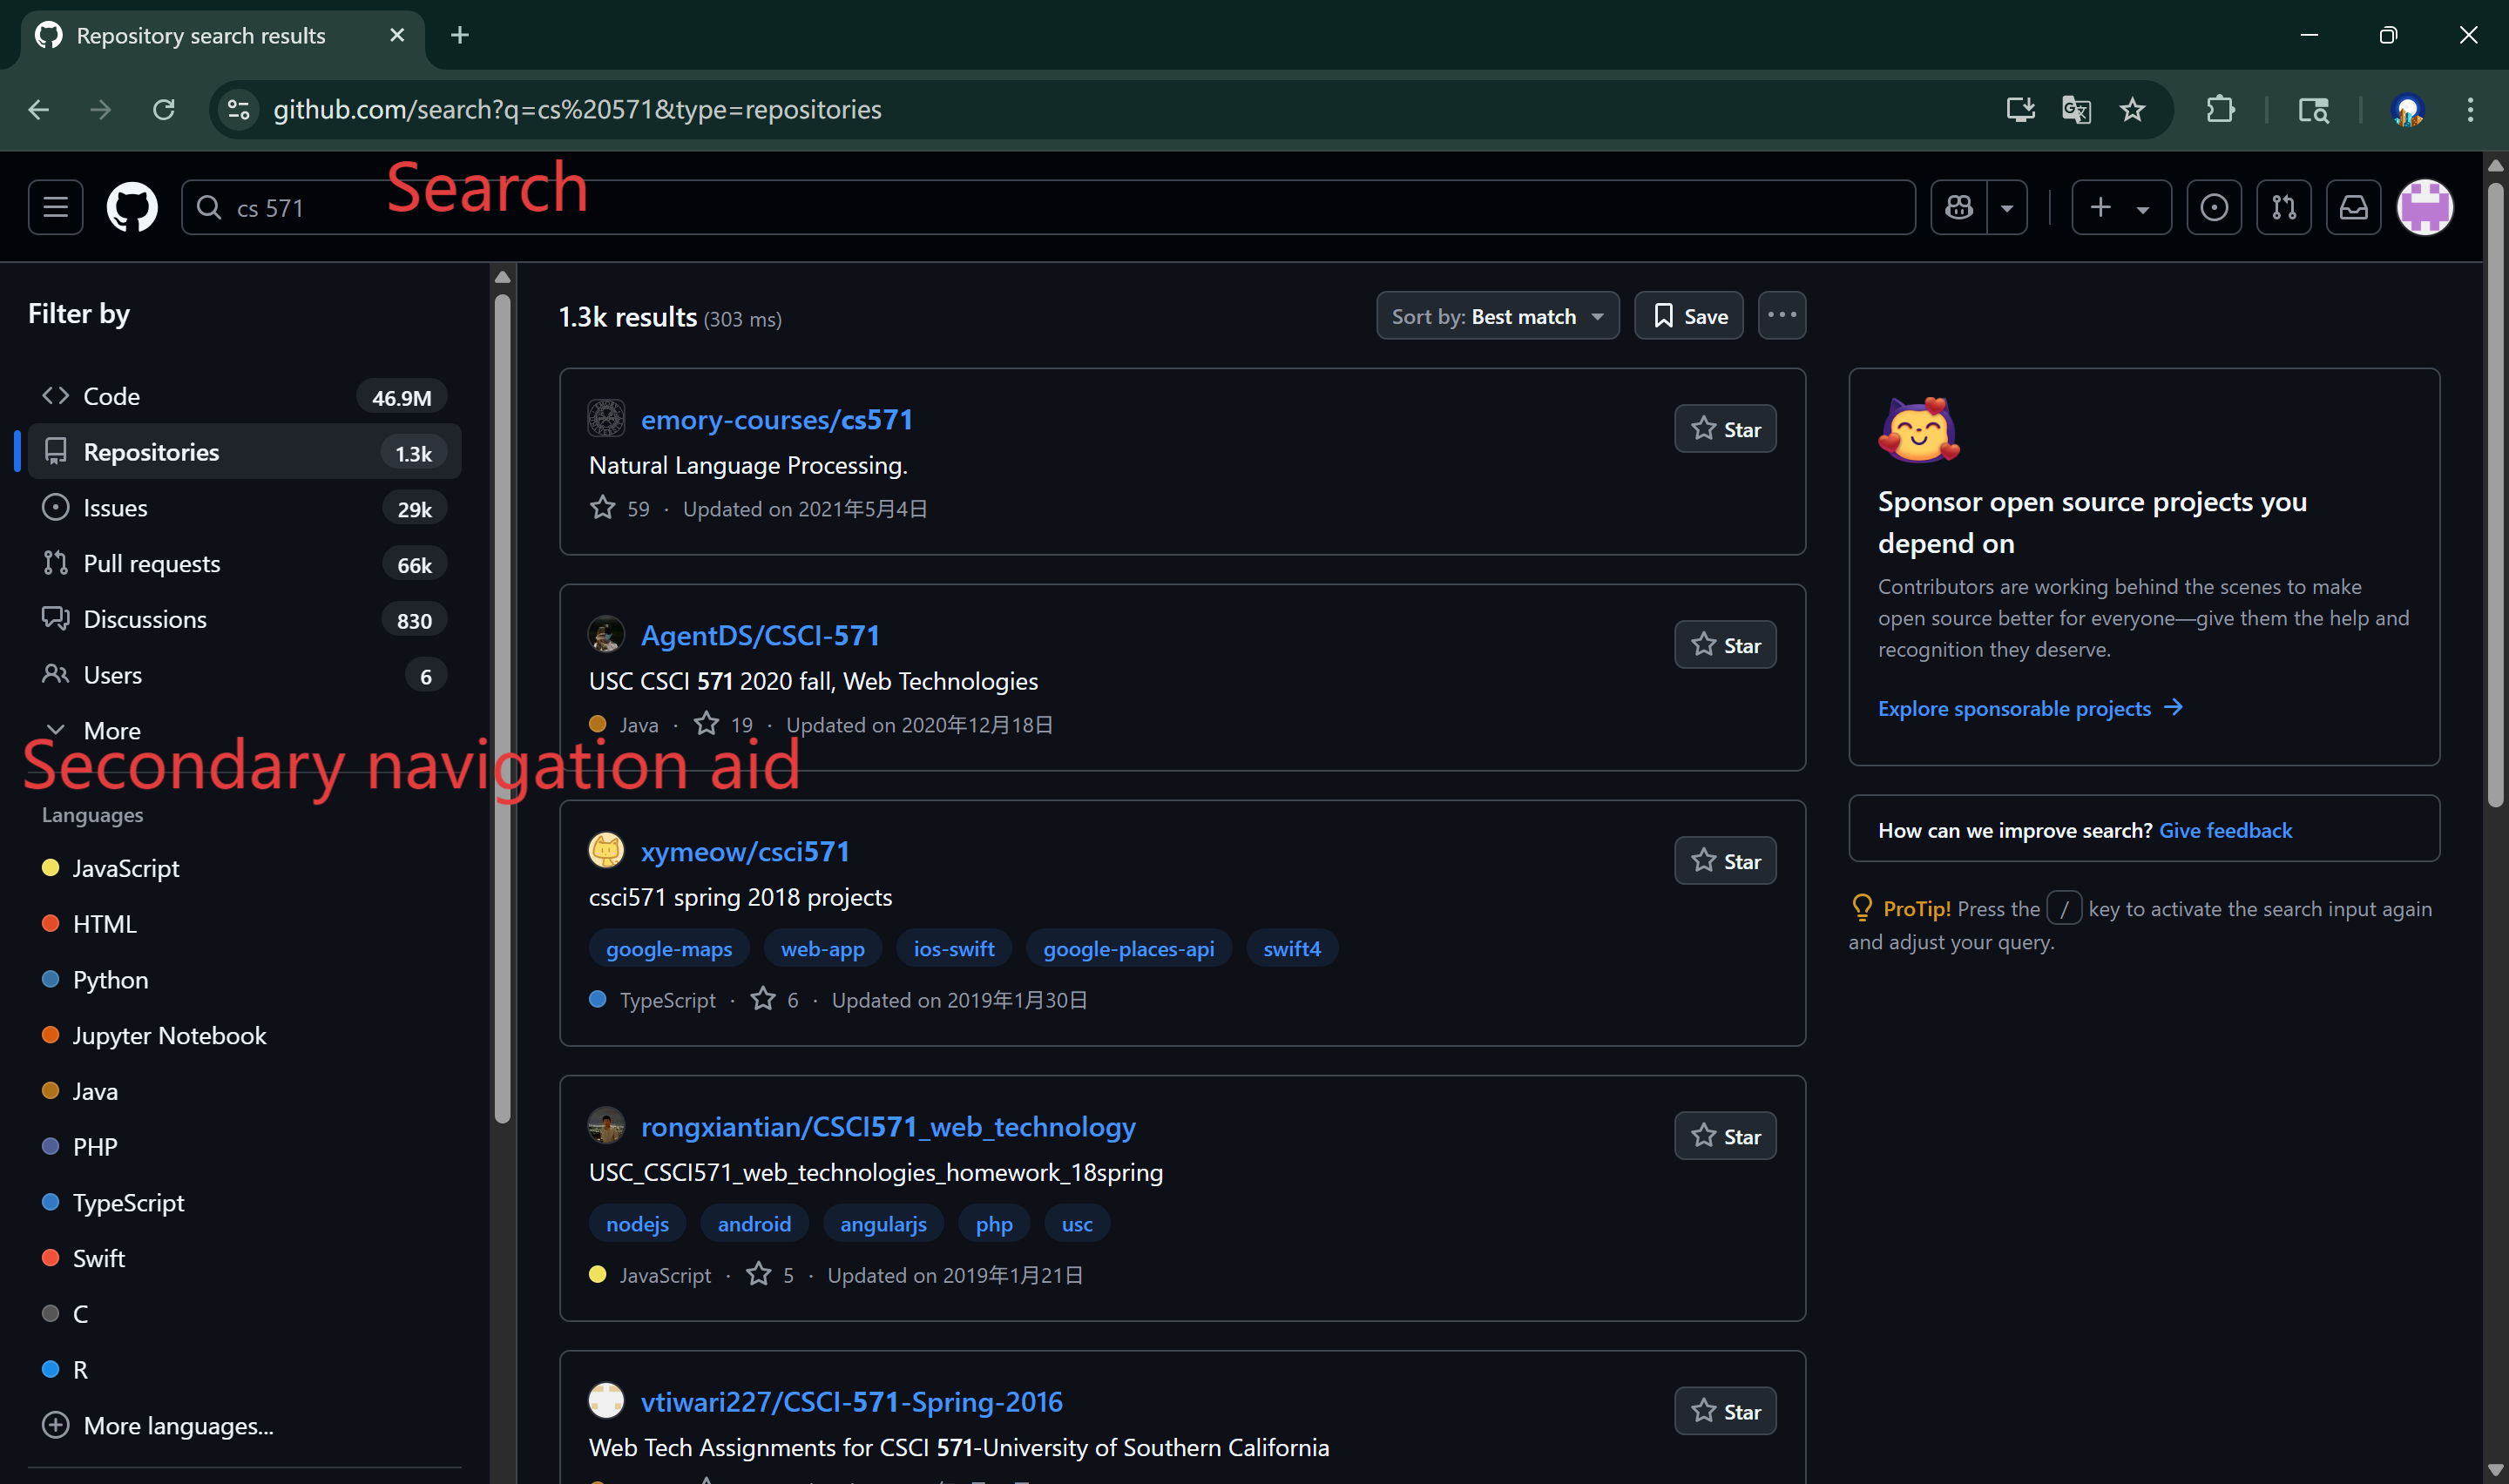 Repository search results
github.com/search?q=cs%20571&type=repositories
cs 571
Search
Filter by
Code 46.9M
Repositories 1.3k
Issues 29k
Pull requests 66k
Discussions 830
Users 6
More
Secondary navigation aid
Languages
JavaScript
HTML
Python
Jupyter Notebook
Java
PHP
TypeScript
Swift
C
R
More languages...
1.3k results (303 ms)
Sort by: Best match
Save
emory-courses/cs571
Star
Natural Language Processing.
59 · Updated on 2021年5月4日
AgentDS/CSCI-571
Star
USC CSCI 571 2020 fall, Web Technologies
Java · 19 · Updated on 2020年12月18日
xymeow/csci571
Star
csci571 spring 2018 projects
google-maps web-app ios-swift google-places-api swift4
TypeScript · 6 · Updated on 2019年1月30日
rongxiantian/CSCI571_web_technology
Star
USC_CSCI571_web_technologies_homework_18spring
nodejs android angularjs php usc
JavaScript · 5 · Updated on 2019年1月21日
vtiwari227/CSCI-571-Spring-2016
Star
Web Tech Assignments for CSCI 571-University of Southern California
Sponsor open source projects you
depend on
Contributors are working behind the scenes to make
open source better for everyone—give them the help and
recognition they deserve.
Explore sponsorable projects →
How can we improve search? Give feedback
ProTip! Press the / key to activate the search input again
and adjust your query.